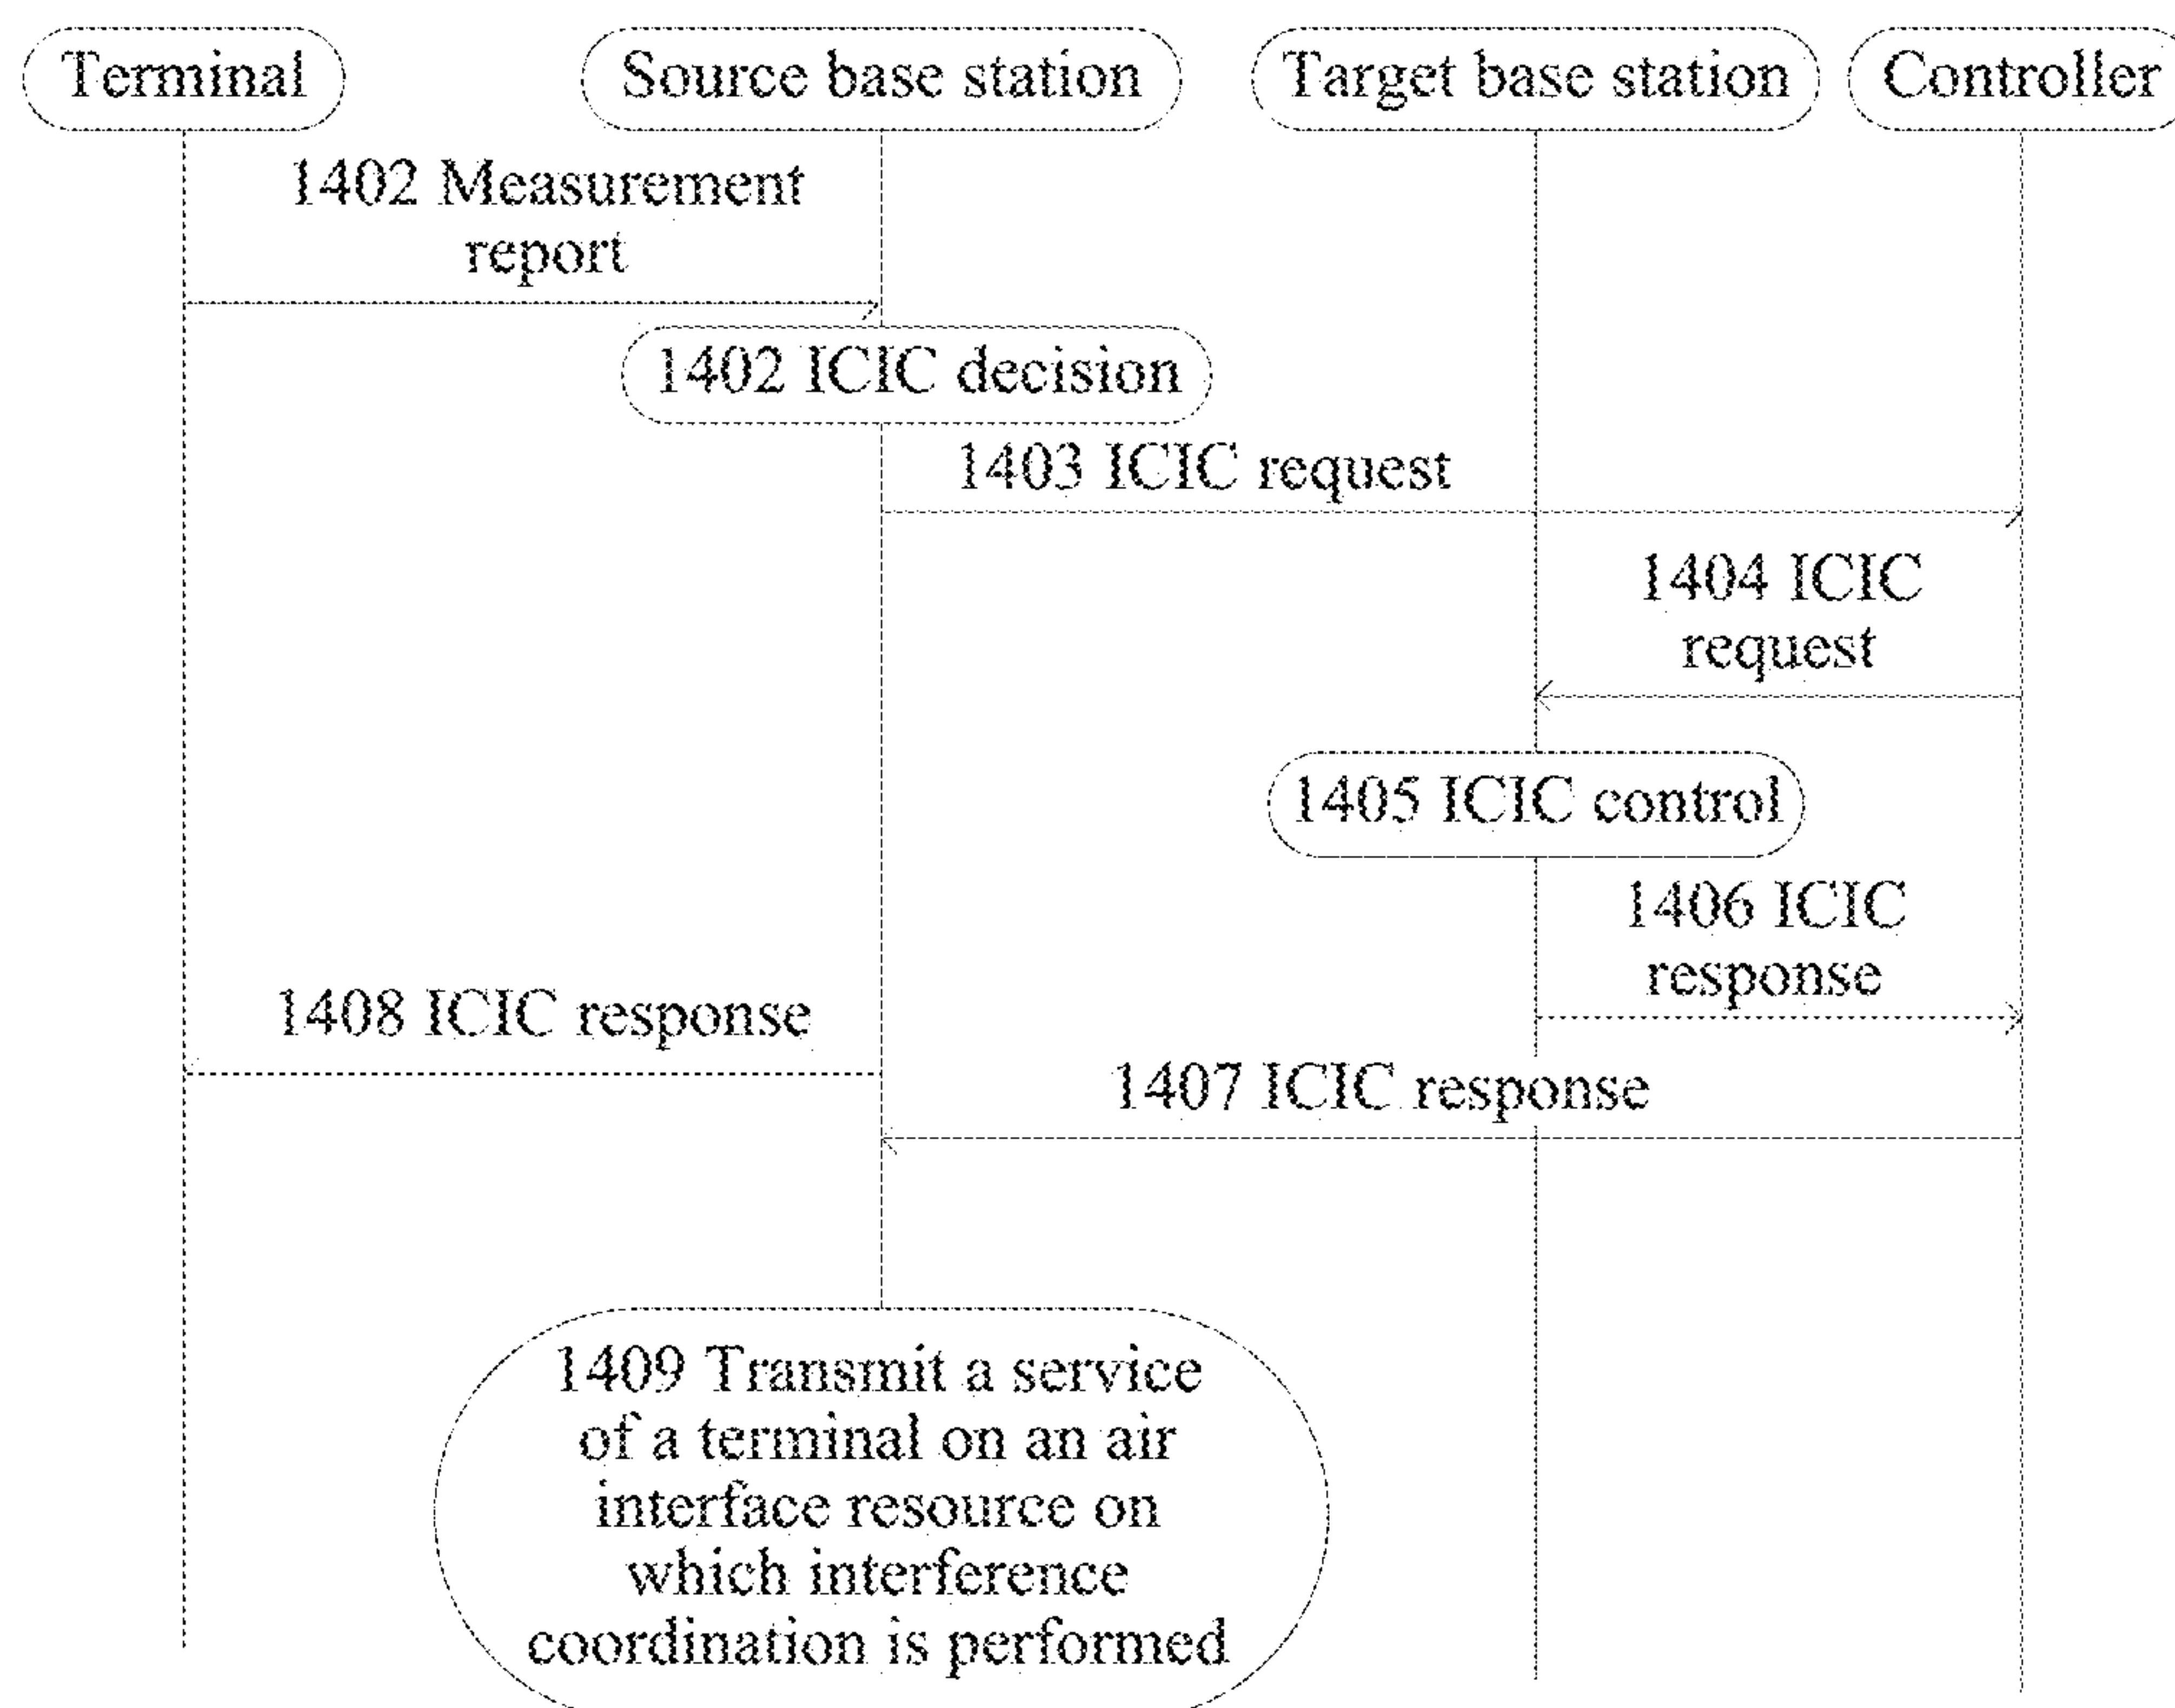 Terminal
Source base station
Target base station
Controller
1402 Measurement
report
1402 ICIC decision
1403 ICIC request
1404 ICIC
request
1405 ICIC control
1406 ICIC
response
1408 ICIC response
1407 ICIC response
1409 Transmit a service
of a terminal on an air
interface resource on
which interference
coordination is performed